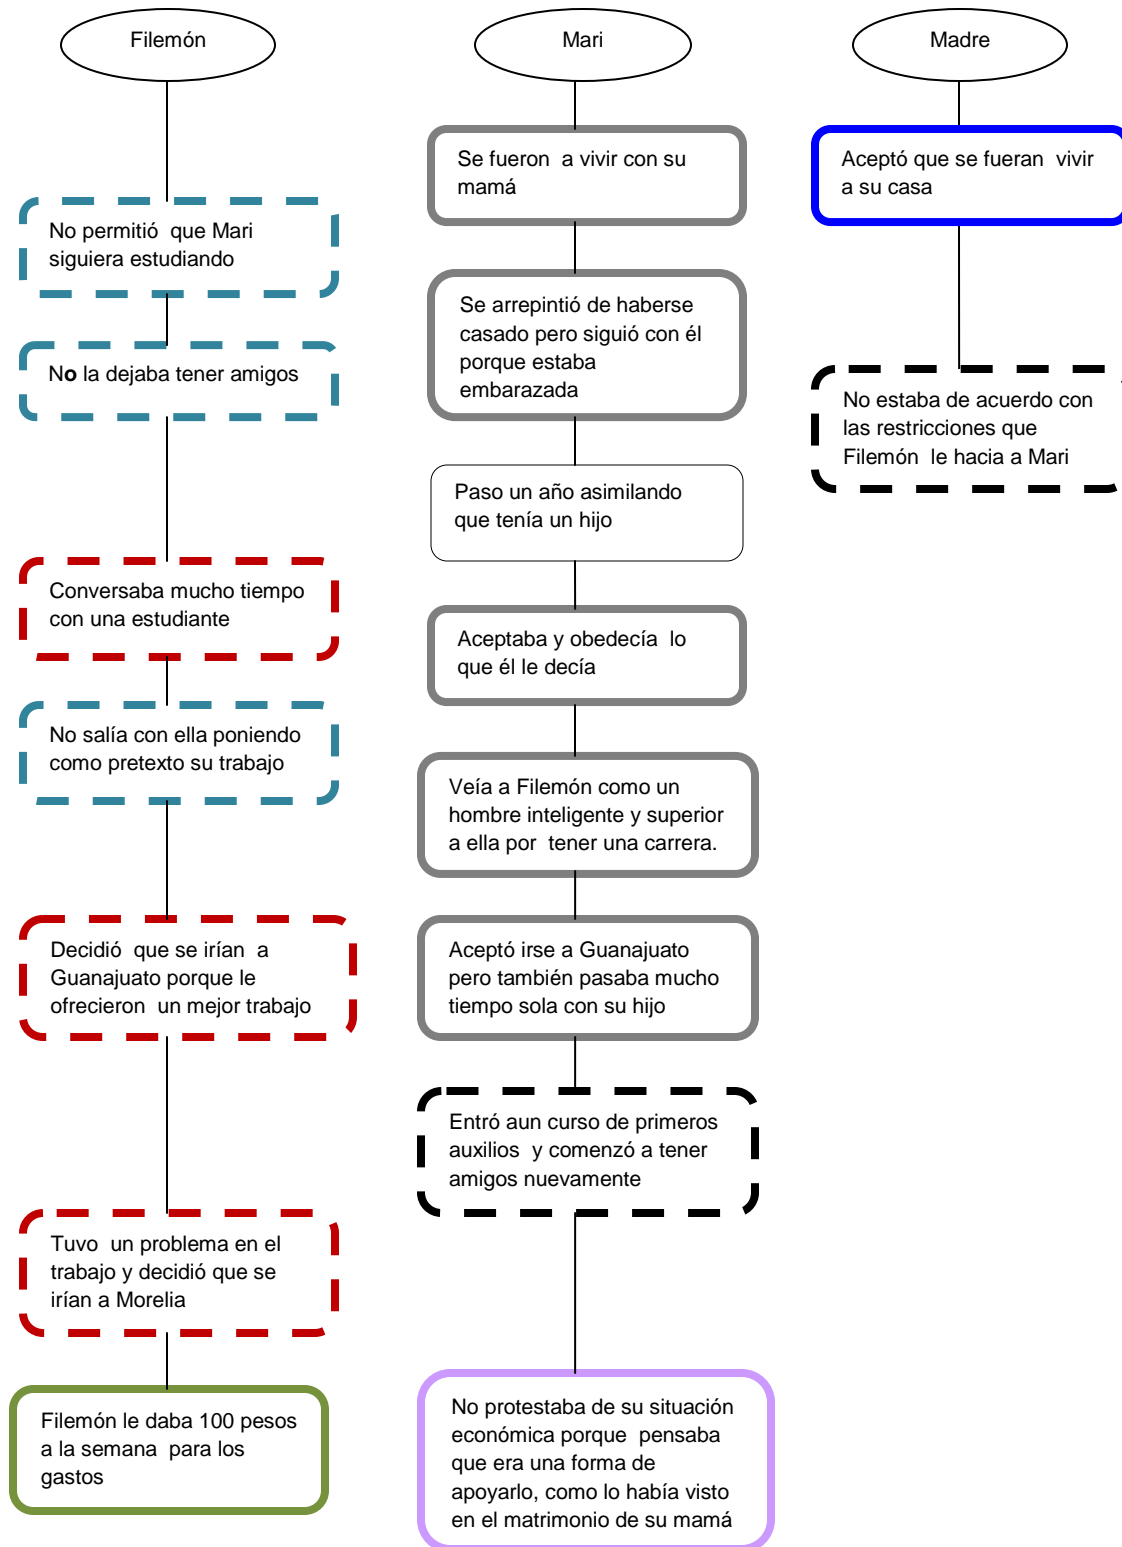 Filemón
Mari
Madre
Se fueron a vivir con su
mamá
Aceptó que se fueran vivir
a su casa
No permitió que Mari
siguiera estudiando
Se arrepintió de haberse
casado pero siguió con él
porque estaba
embarazada
No la dejaba tener amigos
No estaba de acuerdo con
las restricciones que
Filemón le hacia a Mari
Paso un año asimilando
que tenía un hijo
Conversaba mucho tiempo
con una estudiante
Aceptaba y obedecía lo
que él le decía
No salía con ella poniendo
como pretexto su trabajo
Veía a Filemón como un
hombre inteligente y superior
a ella por tener una carrera.
Decidió que se irían a
Guanajuato porque le
ofrecieron un mejor trabajo
Aceptó irse a Guanajuato
pero también pasaba mucho
tiempo sola con su hijo
Entró aun curso de primeros
auxilios y comenzó a tener
amigos nuevamente
Tuvo un problema en el
trabajo y decidió que se
irían a Morelia
Filemón le daba 100 pesos
a la semana para los
gastos
No protestaba de su situación
económica porque pensaba
que era una forma de
apoyarlo, como lo había visto
en el matrimonio de su mamá